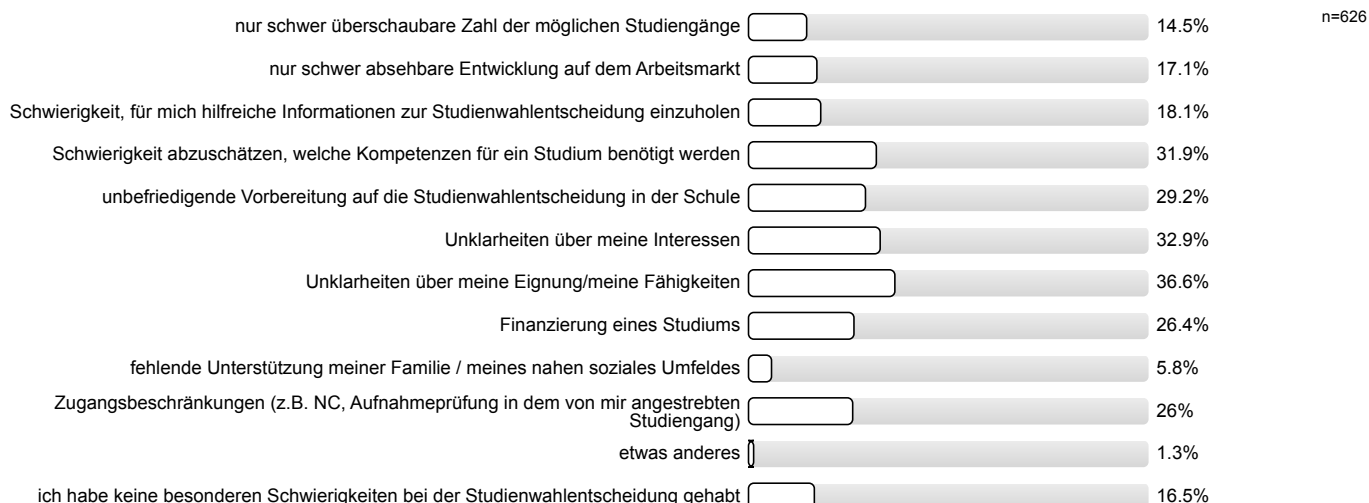 n=626
nur schwer überschaubare Zahl der möglichen Studiengänge 14.5%
nur schwer absehbare Entwicklung auf dem Arbeitsmarkt 17.1%
Schwierigkeit, für mich hilfreiche Informationen zur Studienwahlentscheidung einzuholen 18.1%
Schwierigkeit abzuschätzen, welche Kompetenzen für ein Studium benötigt werden 31.9%
unbefriedigende Vorbereitung auf die Studienwahlentscheidung in der Schule 29.2%
Unklarheiten über meine Interessen 32.9%
Unklarheiten über meine Eignung/meine Fähigkeiten 36.6%
Finanzierung eines Studiums 26.4%
fehlende Unterstützung meiner Familie / meines nahen soziales Umfeldes 5.8%
Zugangsbeschränkungen (z.B. NC, Aufnahmeprüfung in dem von mir angestrebten
Studiengang) 26%
etwas anderes 1.3%
ich habe keine besonderen Schwierigkeiten bei der Studienwahlentscheidung gehabt 16.5%